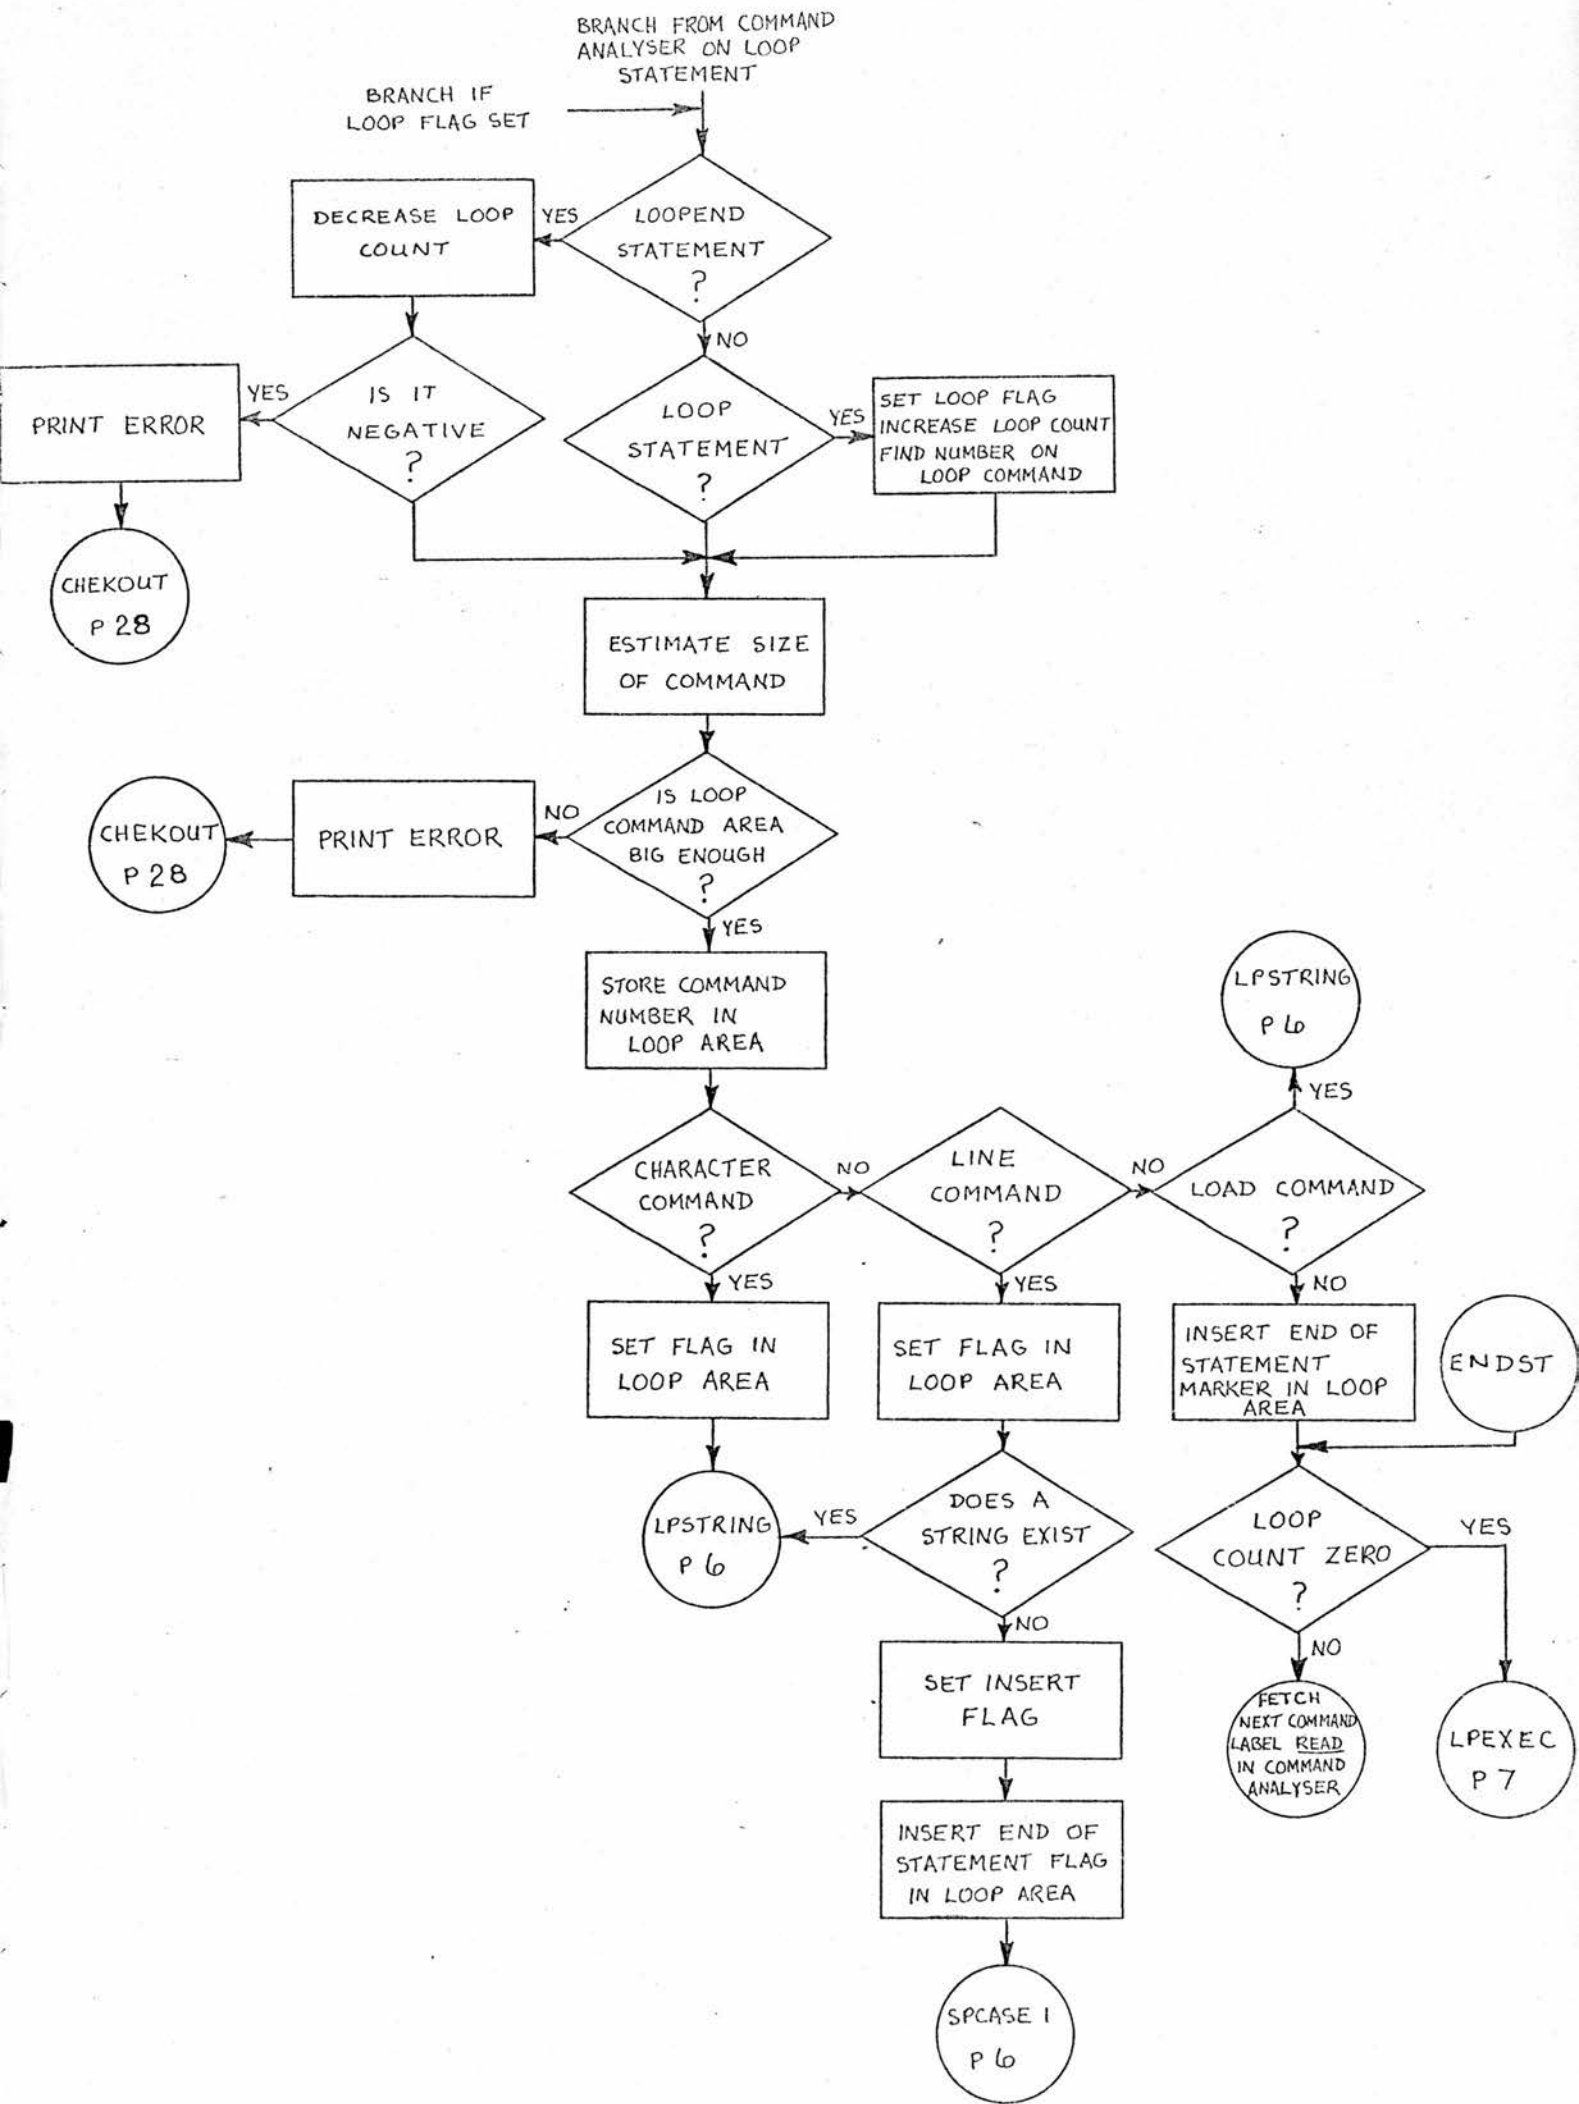 BRANCH FROM COMMAND
ANALYSER ON LOOP
STATEMENT
BRANCH IF
LOOP FLAG SET
LOOPEND
STATEMENT
?
YES
DECREASE LOOP
COUNT
NO
IS IT
NEGATIVE
?
YES
PRINT ERROR
CHEKOUT
P 28
LOOP
STATEMENT
?
YES
SET LOOP FLAG
INCREASE LOOP COUNT
FIND NUMBER ON
LOOP COMMAND
ESTIMATE SIZE
OF COMMAND
IS LOOP
COMMAND AREA
BIG ENOUGH
?
NO
PRINT ERROR
CHEKOUT
P 28
YES
STORE COMMAND
NUMBER IN
LOOP AREA
CHARACTER
COMMAND
?
NO
LINE
COMMAND
?
NO
LOAD COMMAND
?
YES
LPSTRING
P 6
YES
SET FLAG IN
LOOP AREA
LPSTRING
P 6
YES
SET FLAG IN
LOOP AREA
DOES A
STRING EXIST
?
YES
NO
SET INSERT
FLAG
INSERT END OF
STATEMENT FLAG
IN LOOP AREA
SPCASE 1
P 6
NO
INSERT END OF
STATEMENT
MARKER IN LOOP
AREA
ENDST
LOOP
COUNT ZERO
?
YES
NO
FETCH
NEXT COMMAND
LABEL READ
IN COMMAND
ANALYSER
LPEXEC
P 7